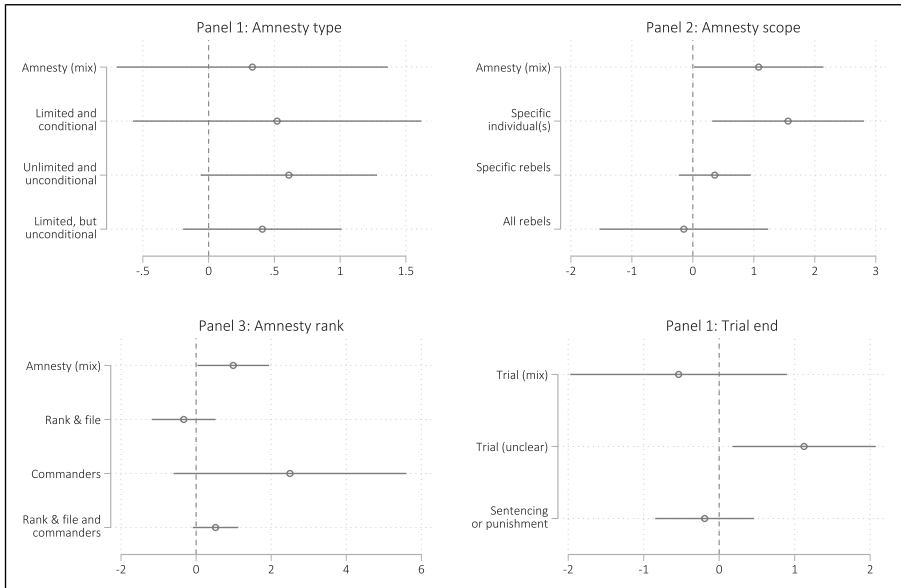 Panel 1: Amnesty type
Amnesty (mix)
Limited and
conditional
Unlimited and
unconditional
Limited, but
unconditional
-.5 0 .5 1 1.5
Panel 2: Amnesty scope
Amnesty (mix)
Specific
individual(s)
Specific rebels
All rebels
-2 -1 0 1 2 3
Panel 3: Amnesty rank
Amnesty (mix)
Rank & file
Commanders
Rank & file and
commanders
-2 0 2 4 6
Panel 1: Trial end
Trial (mix)
Trial (unclear)
Sentencing
or punishment
-2 -1 0 1 2